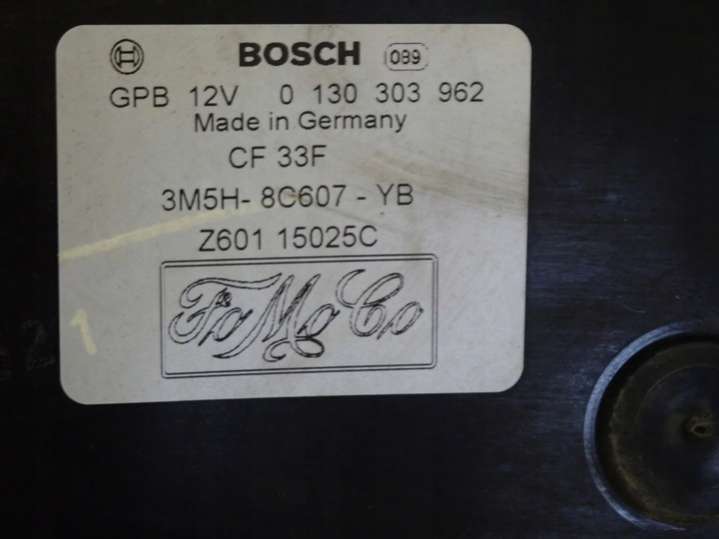 BOSCH 099
GPB 12V 0 130 303 962
Made in Germany
CF 33F
3M5H- 8C607 - YB
Z601 15025C
FoMoCo
1